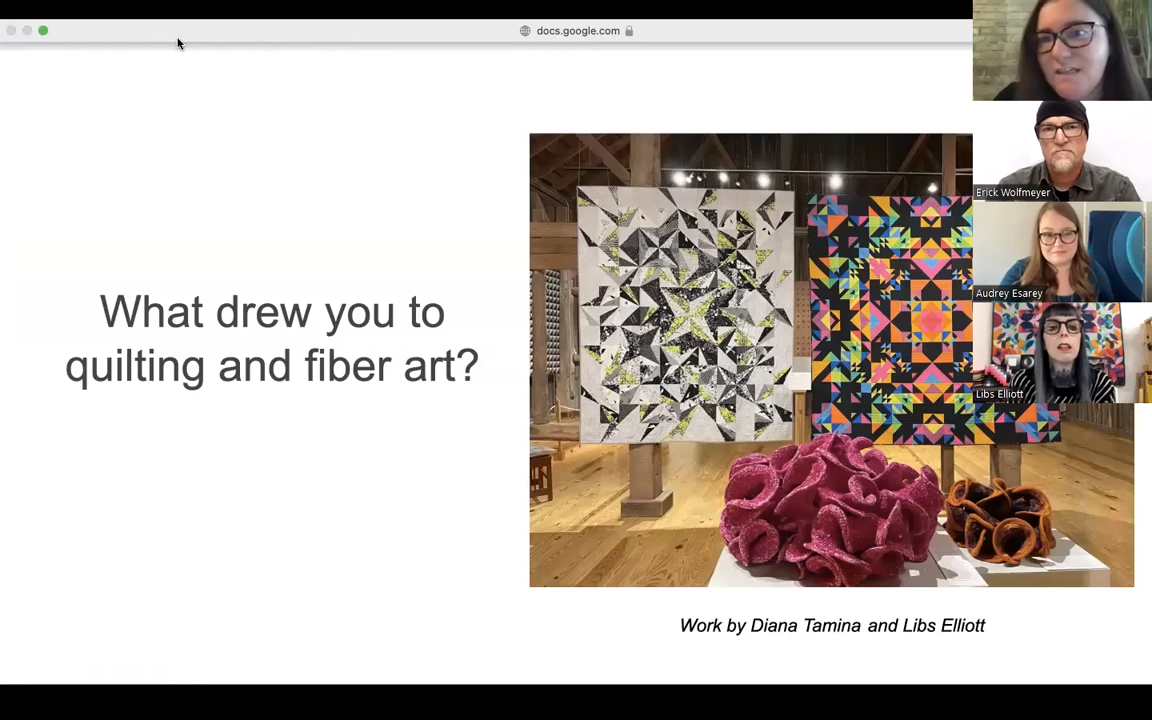 docs.google.com
What drew you to
quilting and fiber art?
Work by Diana Tamina and Libs Elliott
Erick Wolfmeyer
Audrey Esarey
Libs Elliott